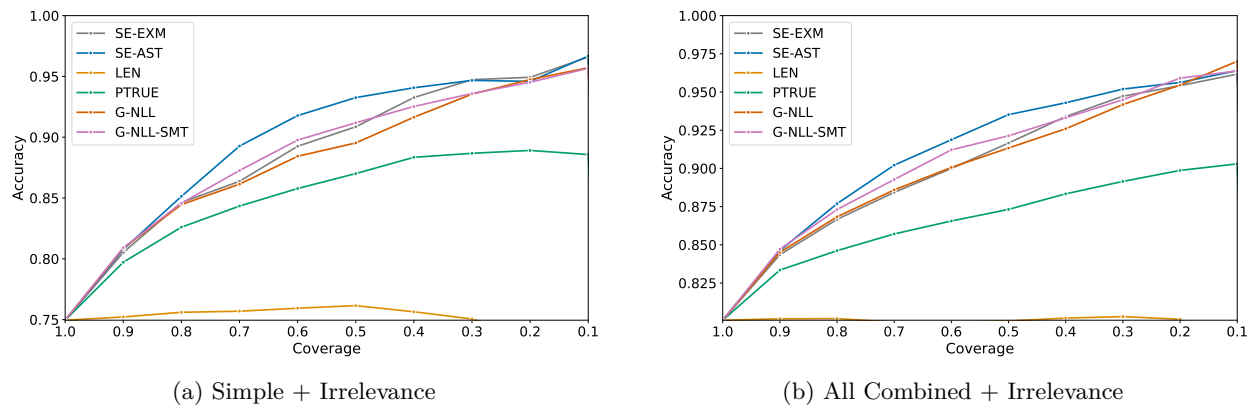 1.00
0.95
0.90
0.85
0.80
0.75
Accuracy
SE-EXM
SE-AST
LEN
PTRUE
G-NLL
G-NLL-SMT
1.0 0.9 0.8 0.7 0.6 0.5 0.4 0.3 0.2 0.1
Coverage
(a) Simple + Irrelevance
1.000
0.975
0.950
0.925
0.900
0.875
0.850
0.825
Accuracy
SE-EXM
SE-AST
LEN
PTRUE
G-NLL
G-NLL-SMT
1.0 0.9 0.8 0.7 0.6 0.5 0.4 0.3 0.2 0.1
Coverage
(b) All Combined + Irrelevance